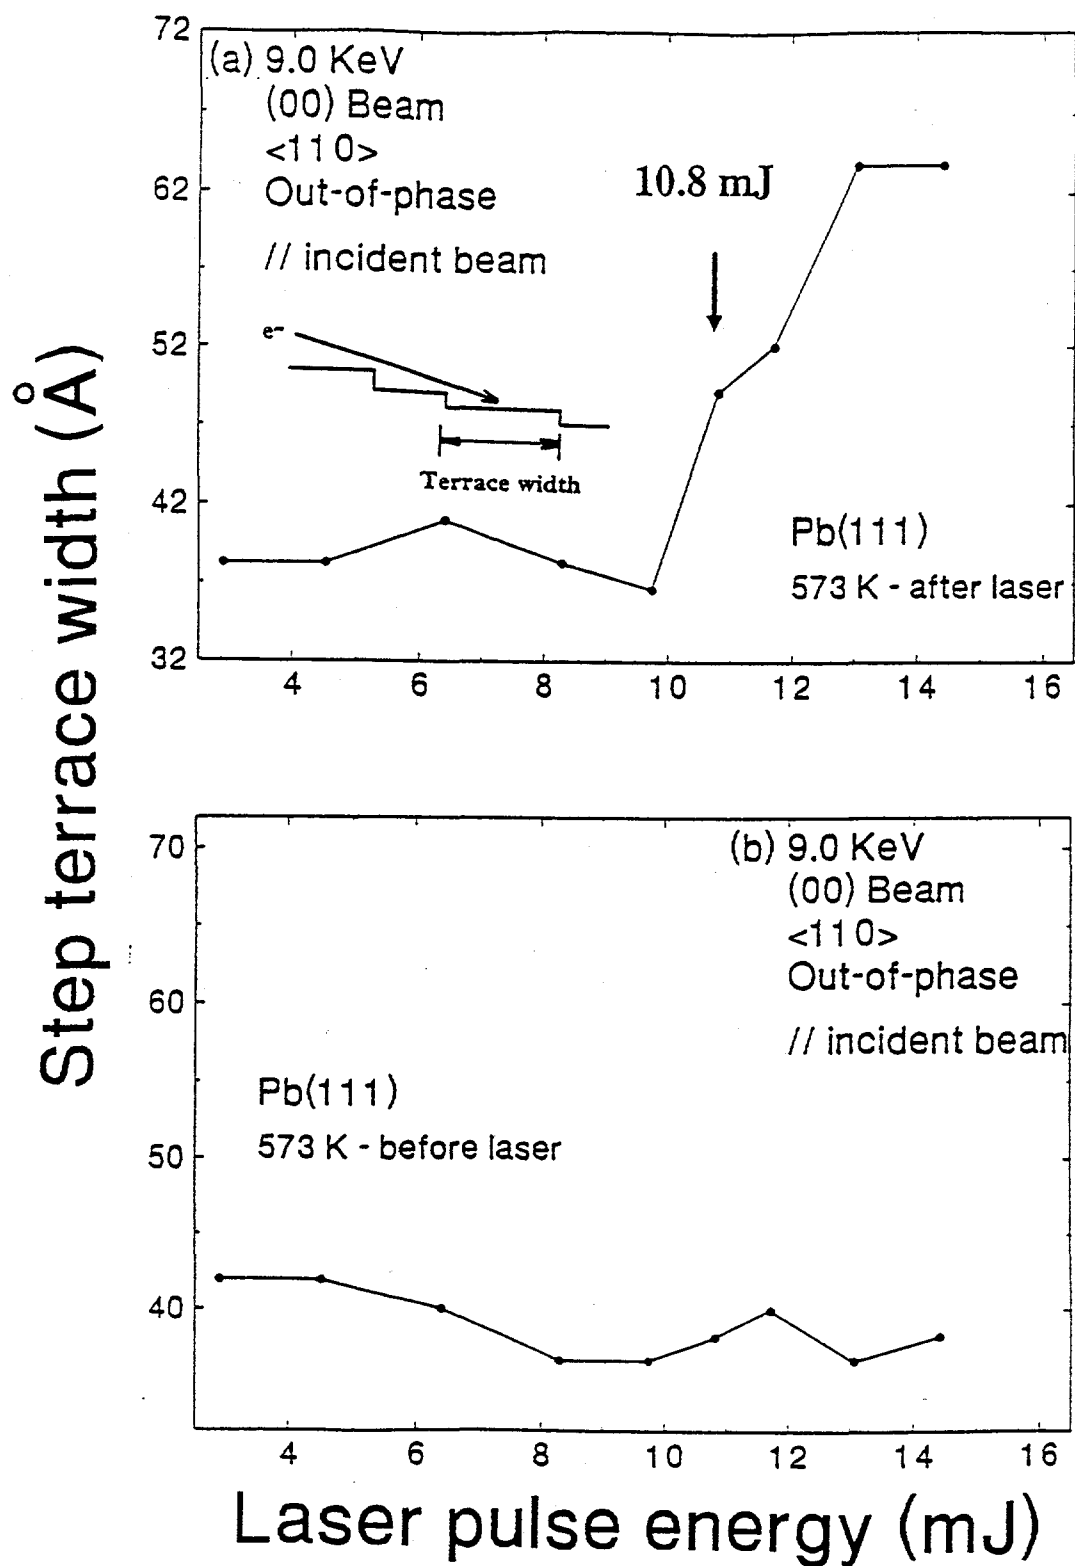 Step terrace width (Å)
72
62
52
42
32
(a) 9.0 KeV
(00) Beam
<110>
Out-of-phase
// incident beam
10.8 mJ
e−
Terrace width
Pb(111)
573 K - after laser
4 6 8 10 12 14 16
70
60
50
40
(b) 9.0 KeV
(00) Beam
<110>
Out-of-phase
// incident beam
Pb(111)
573 K - before laser
4 6 8 10 12 14 16
Laser pulse energy (mJ)